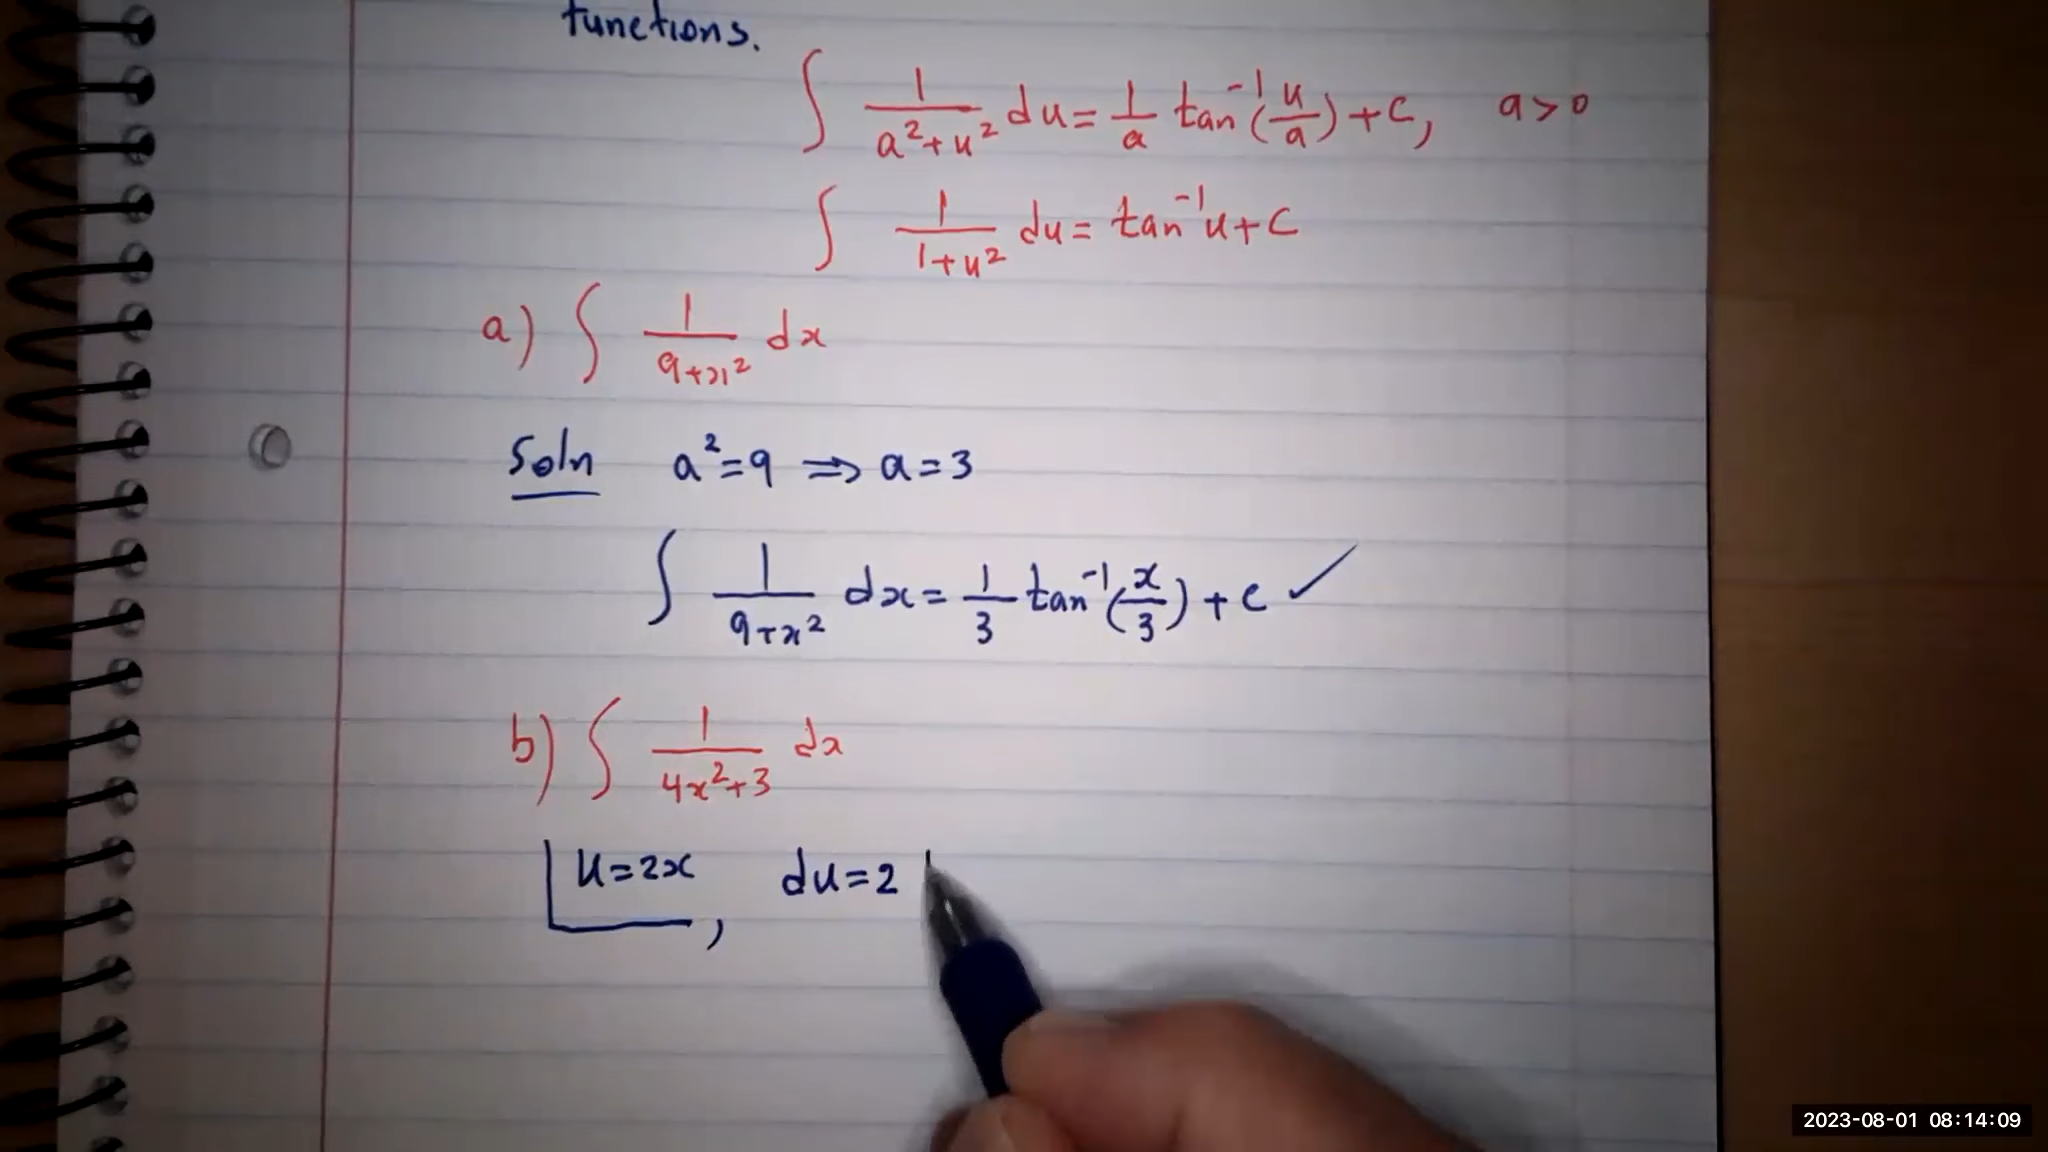 functions.
∫ 1/(a²+u²) du = 1/a tan⁻¹(u/a) + C, a > 0
∫ 1/(1+u²) du = tan⁻¹u + C
a) ∫ 1/(9+x²) dx
Soln a² = 9 ⇒ a = 3
∫ 1/(9+x²) dx = 1/3 tan⁻¹(x/3) + c ✓
b) ∫ 1/(4x²+3) dx
u = 2x , du = 2
2023-08-01 08:14:09